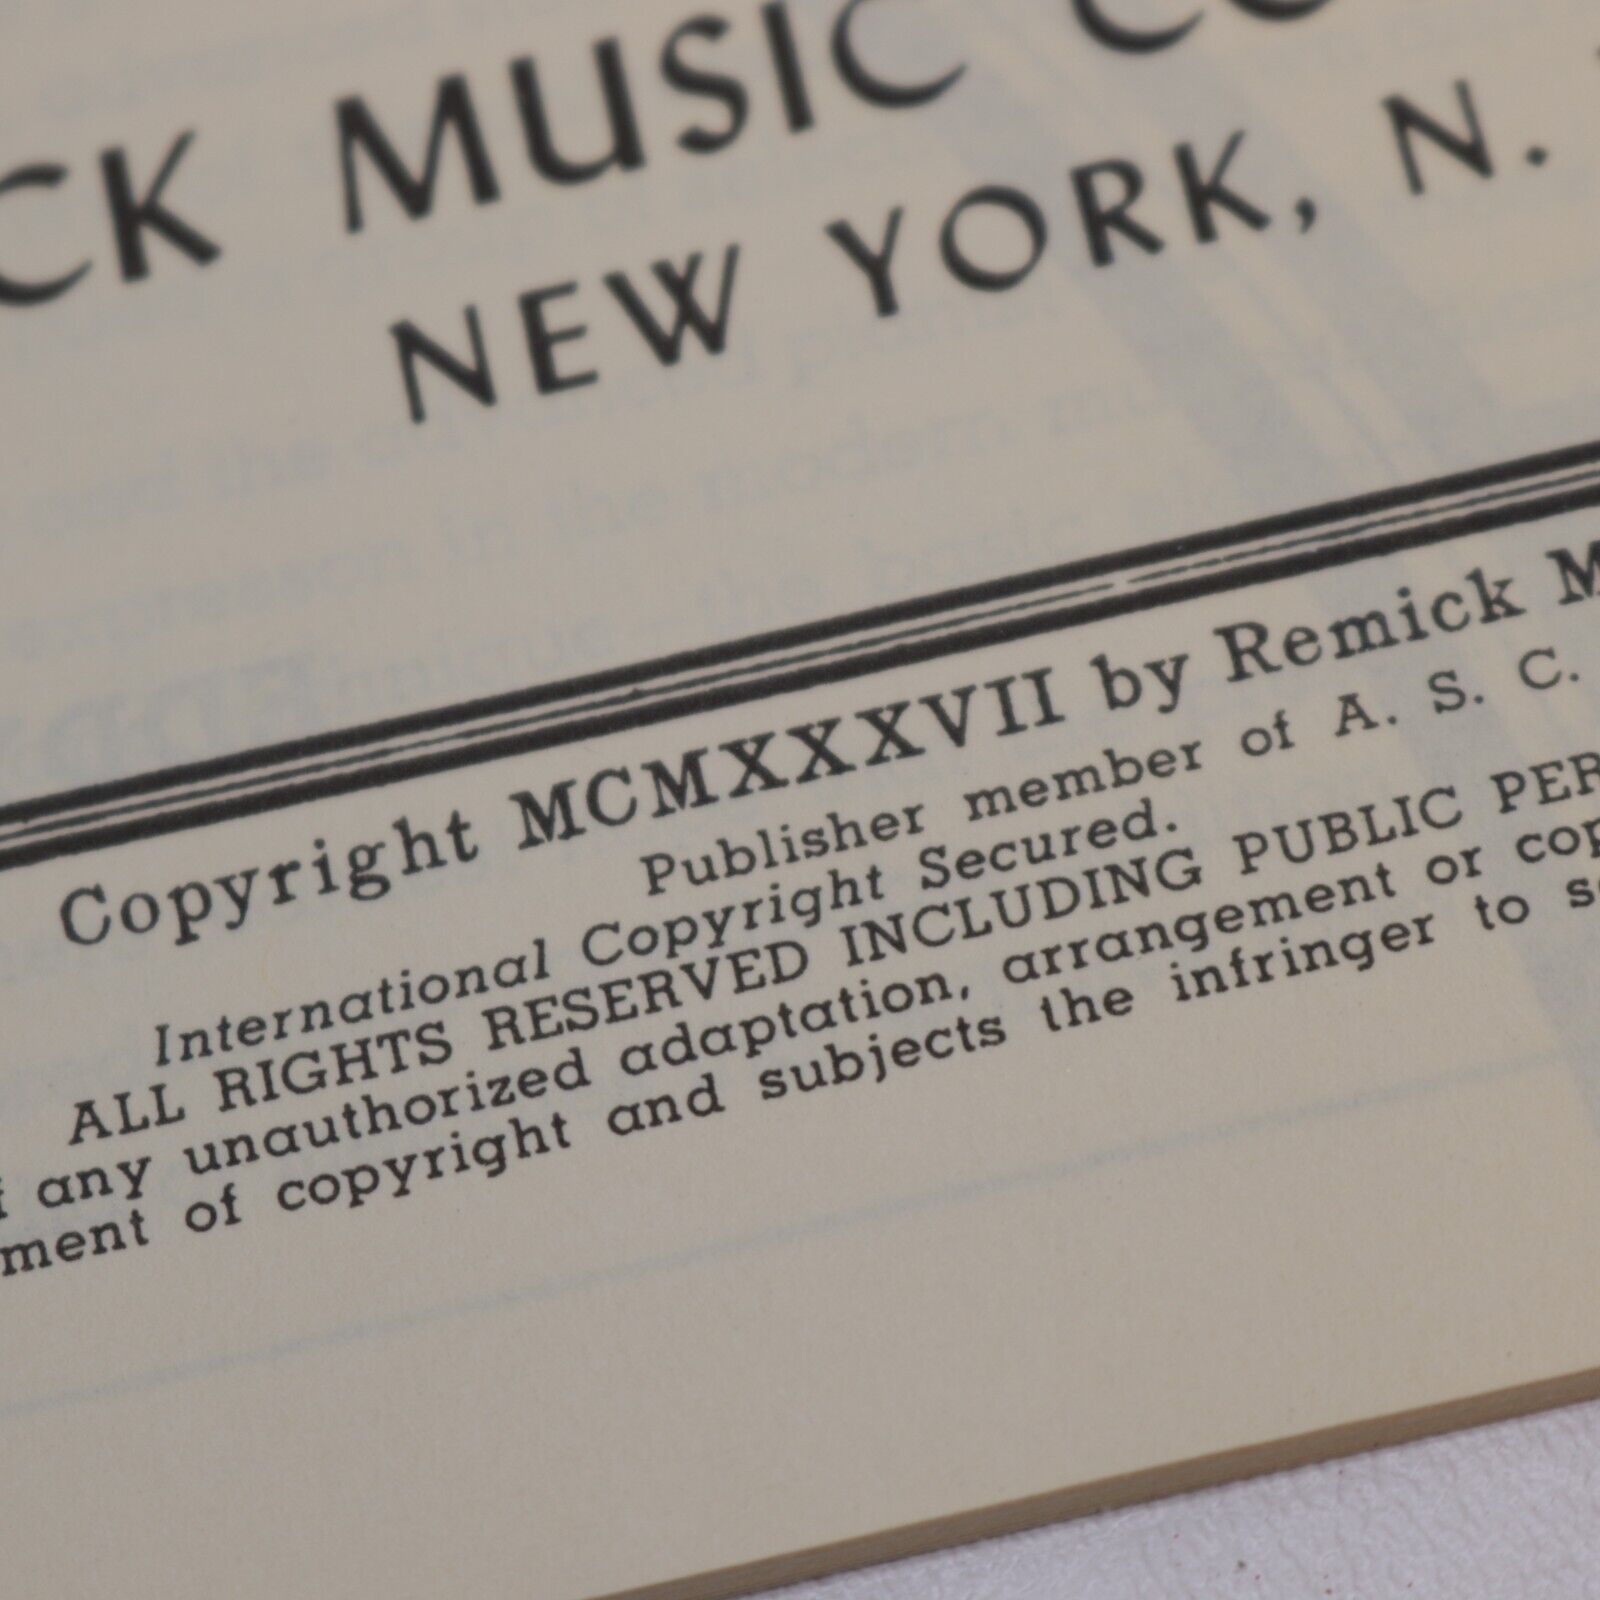 CK MUSIC CO
NEW YORK, N.
Copyright MCMXXXVII by Remick M
Publisher member of A. S. C.
International Copyright Secured.
ALL RIGHTS RESERVED INCLUDING PUBLIC PER
any unauthorized adaptation, arrangement or cop
ment of copyright and subjects the infringer to s